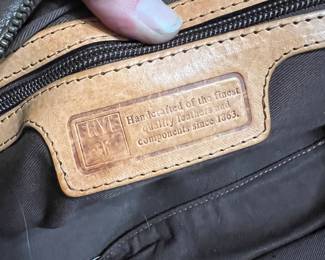 FRYE
Handcrafted of the finest
quality leathers and
components since 1863.